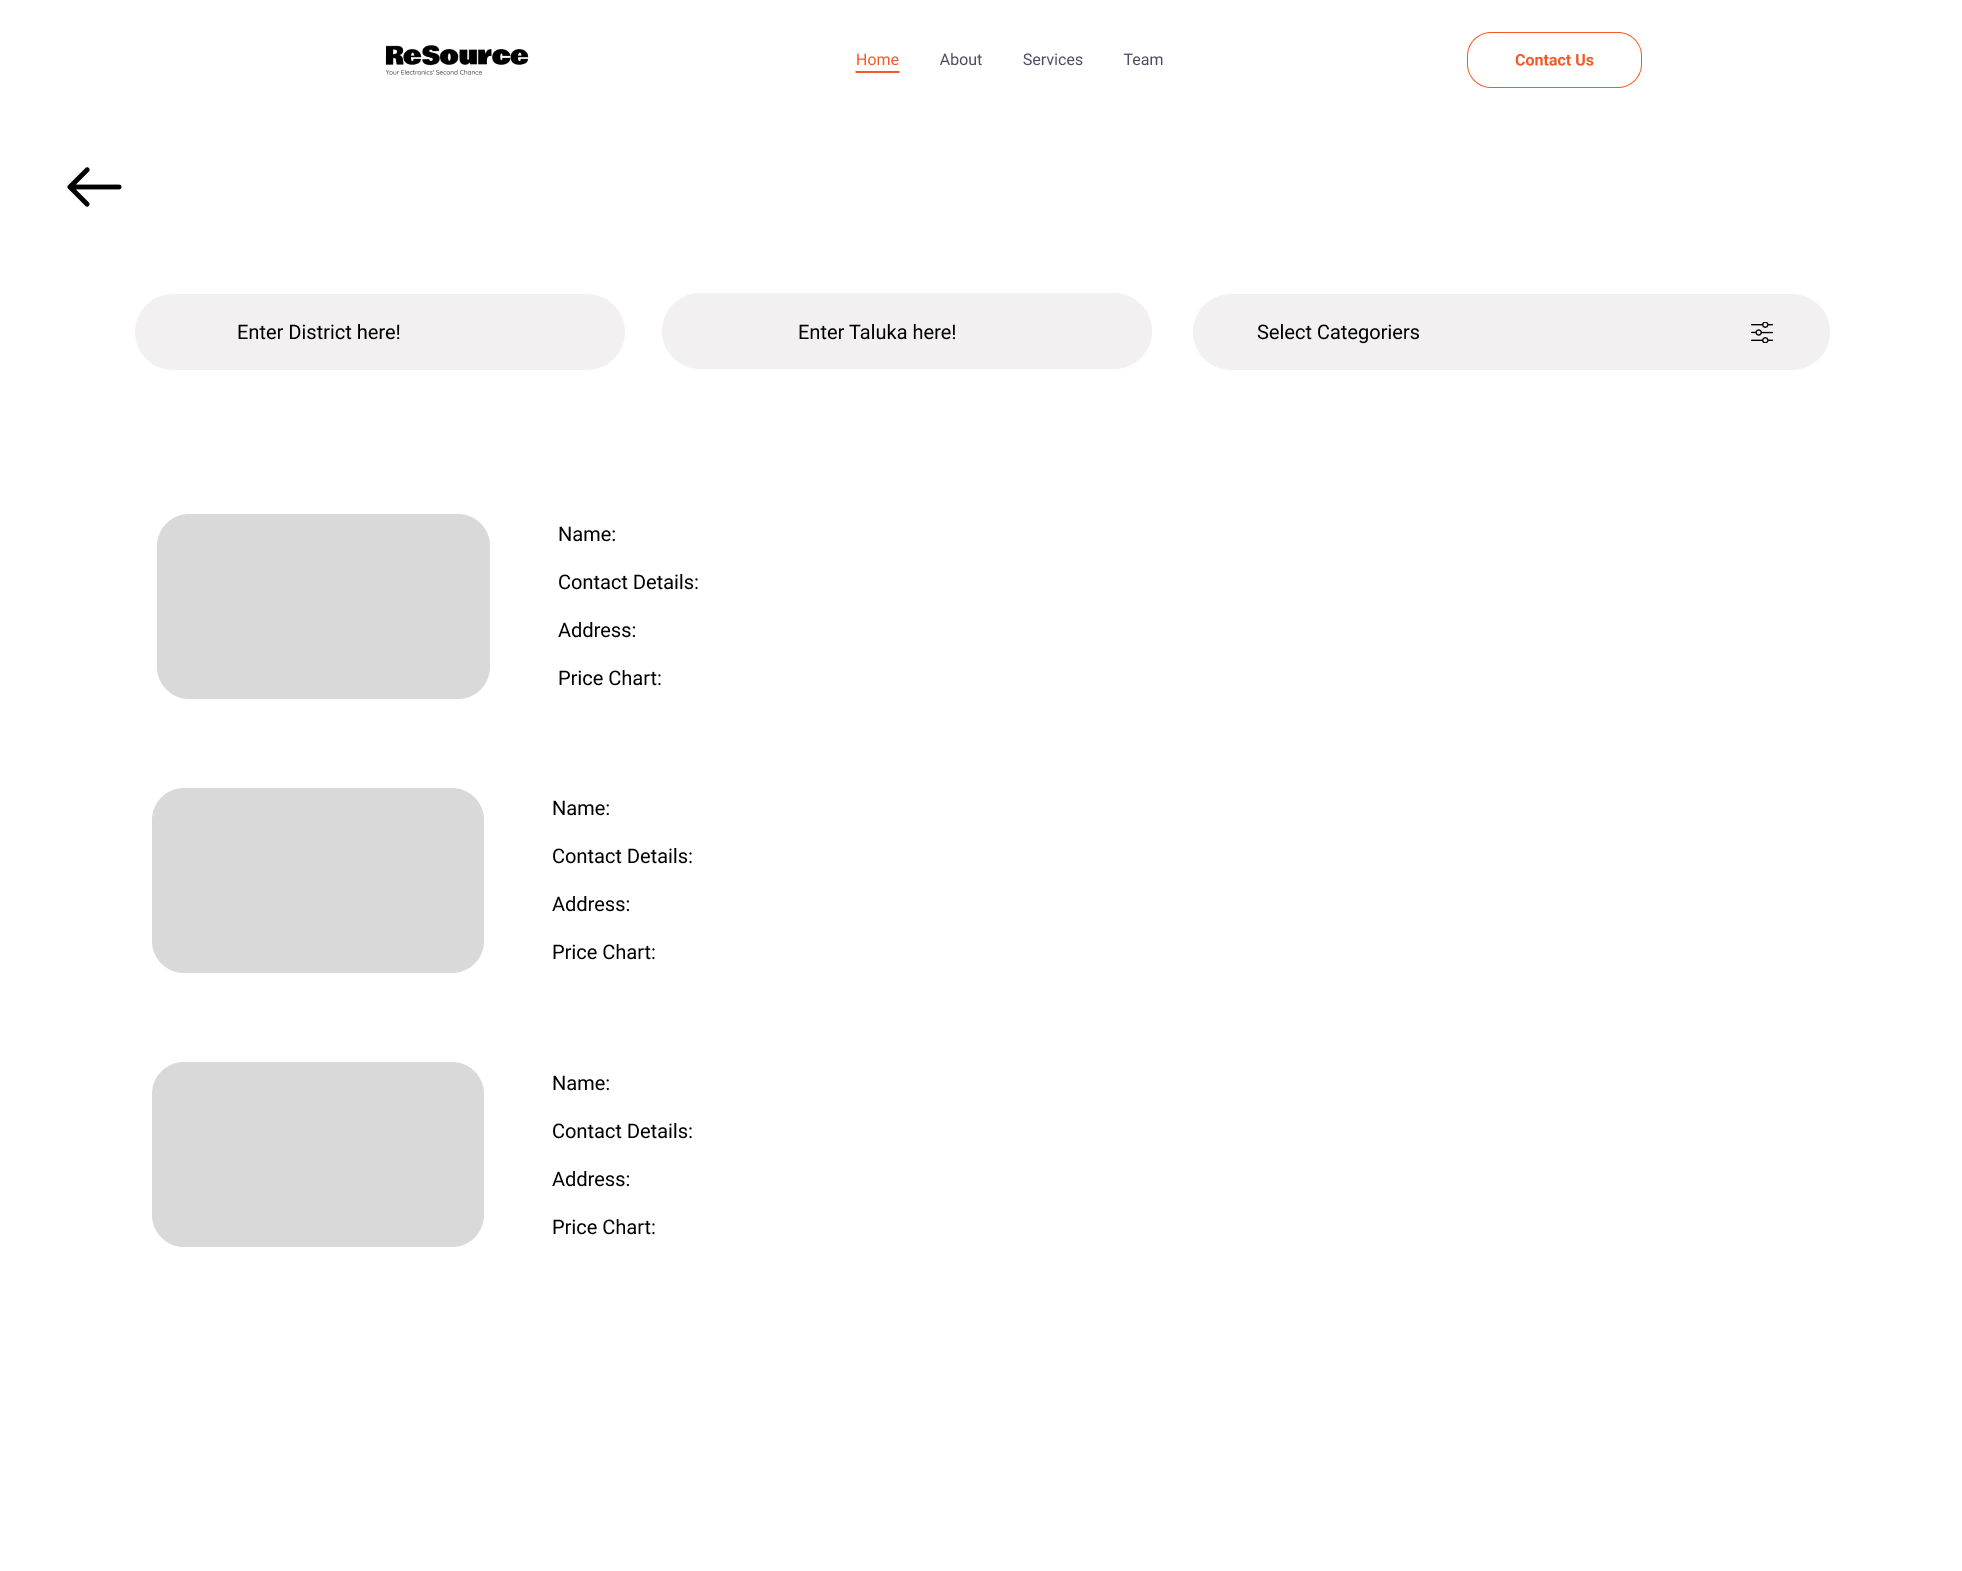 ReSource
Your Electronics' Second Chance
Home About Services Team
Contact Us
Enter District here! Enter Taluka here! Select Categoriers
Name:
Contact Details:
Address:
Price Chart:
Name:
Contact Details:
Address:
Price Chart:
Name:
Contact Details:
Address:
Price Chart: